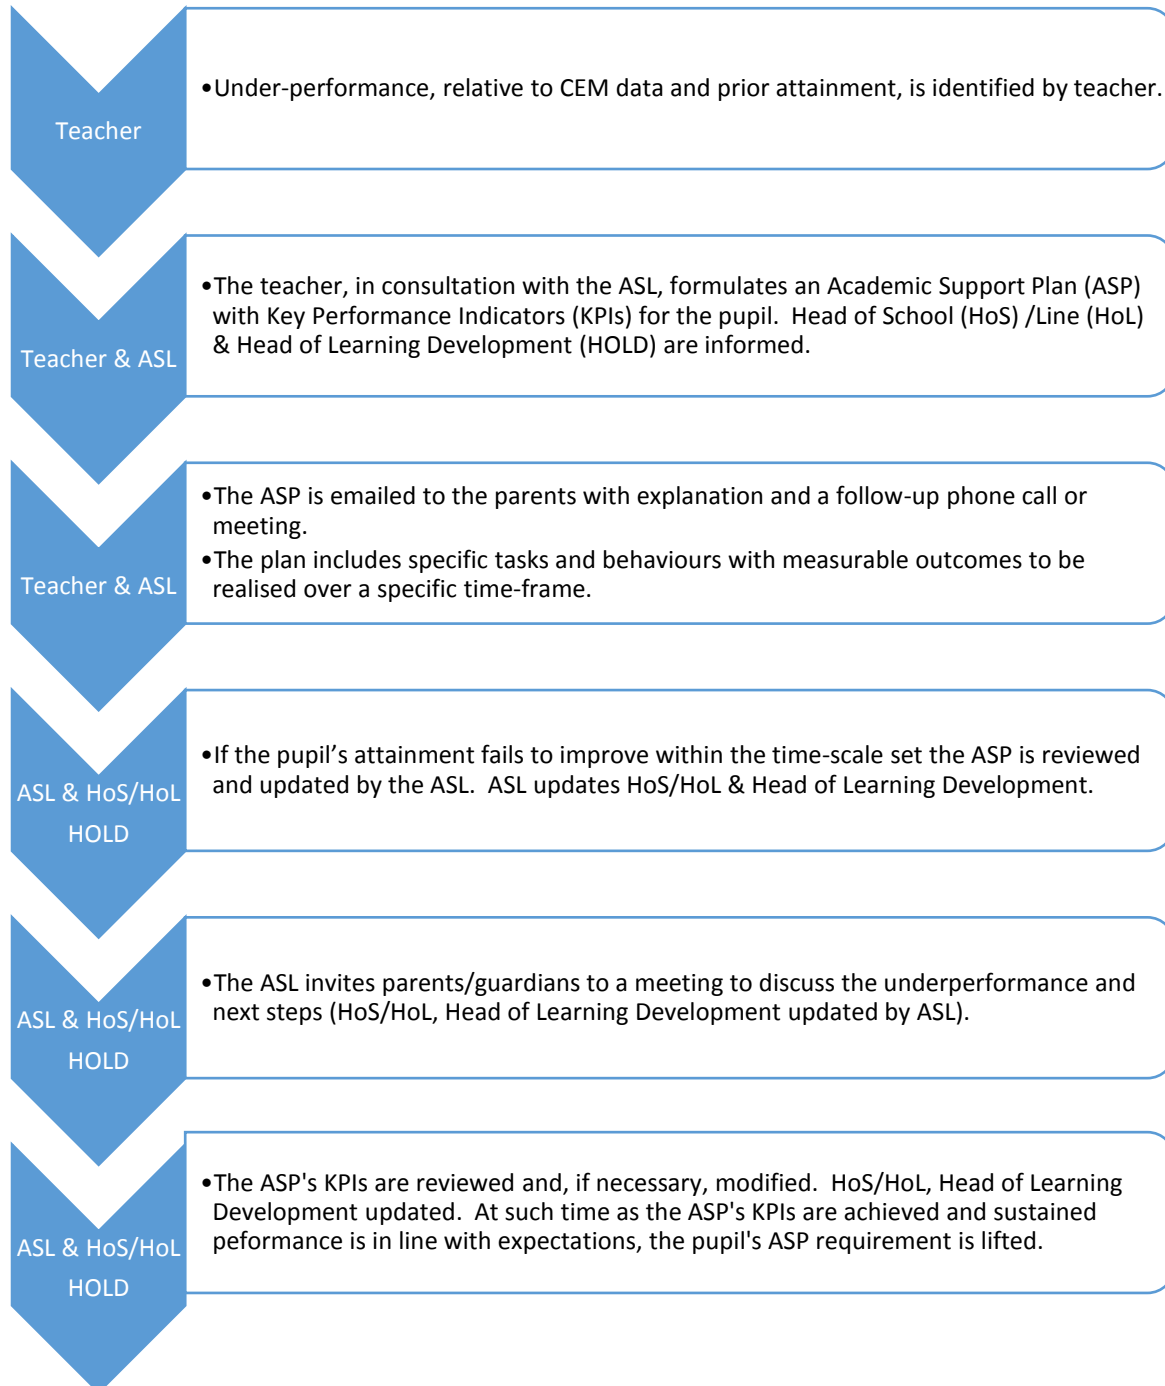 Teacher
•Under-performance, relative to CEM data and prior attainment, is identified by teacher.
Teacher & ASL
•The teacher, in consultation with the ASL, formulates an Academic Support Plan (ASP)
with Key Performance Indicators (KPIs) for the pupil.  Head of School (HoS) /Line (HoL)
& Head of Learning Development (HOLD) are informed.
Teacher & ASL
•The ASP is emailed to the parents with explanation and a follow-up phone call or
meeting.
•The plan includes specific tasks and behaviours with measurable outcomes to be
realised over a specific time-frame.
ASL & HoS/HoL
HOLD
•If the pupil’s attainment fails to improve within the time-scale set the ASP is reviewed
and updated by the ASL.  ASL updates HoS/HoL & Head of Learning Development.
ASL & HoS/HoL
HOLD
•The ASL invites parents/guardians to a meeting to discuss the underperformance and
next steps (HoS/HoL, Head of Learning Development updated by ASL).
ASL & HoS/HoL
HOLD
•The ASP's KPIs are reviewed and, if necessary, modified.  HoS/HoL, Head of Learning
Development updated.  At such time as the ASP's KPIs are achieved and sustained
peformance is in line with expectations, the pupil's ASP requirement is lifted.